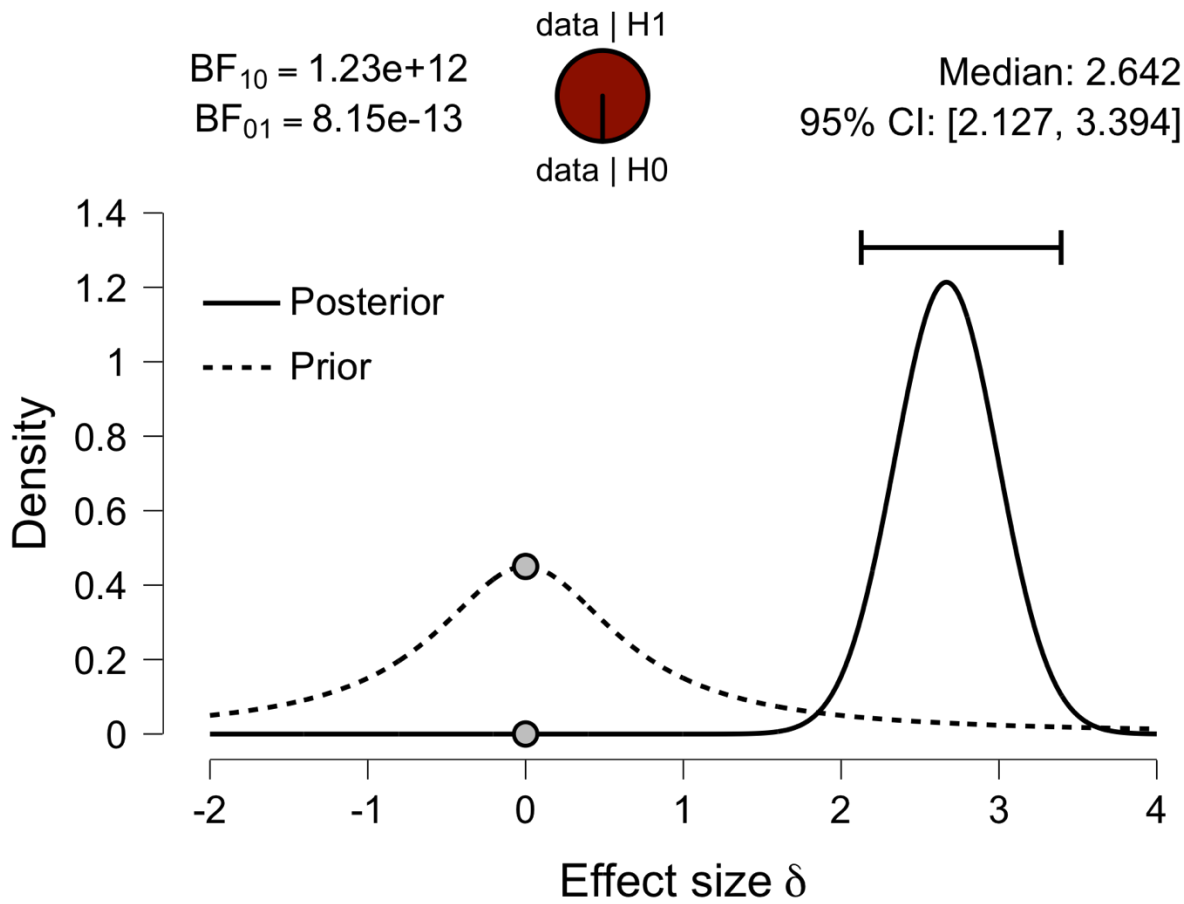 data | H1
BF₁₀ = 1.23e+12
BF₀₁ = 8.15e-13
data | H0
Median: 2.642
95% CI: [2.127, 3.394]
1.4
1.2
1
0.8
0.6
0.4
0.2
0
Density
Posterior
Prior
-2
-1
0
1
2
3
4
Effect size δ